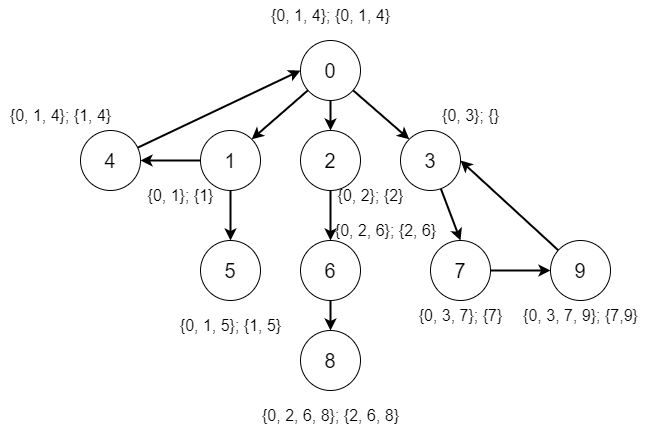 {0, 1, 4}; {0, 1, 4}
0
{0, 1, 4}; {1, 4}
{0, 3}; {}
4
1
2
3
{0, 1}; {1}
{0, 2}; {2}
{0, 2, 6}; {2, 6}
5
6
7
9
{0, 1, 5}; {1, 5}
{0, 3, 7}; {7}
{0, 3, 7, 9}; {7,9}
8
{0, 2, 6, 8}; {2, 6, 8}